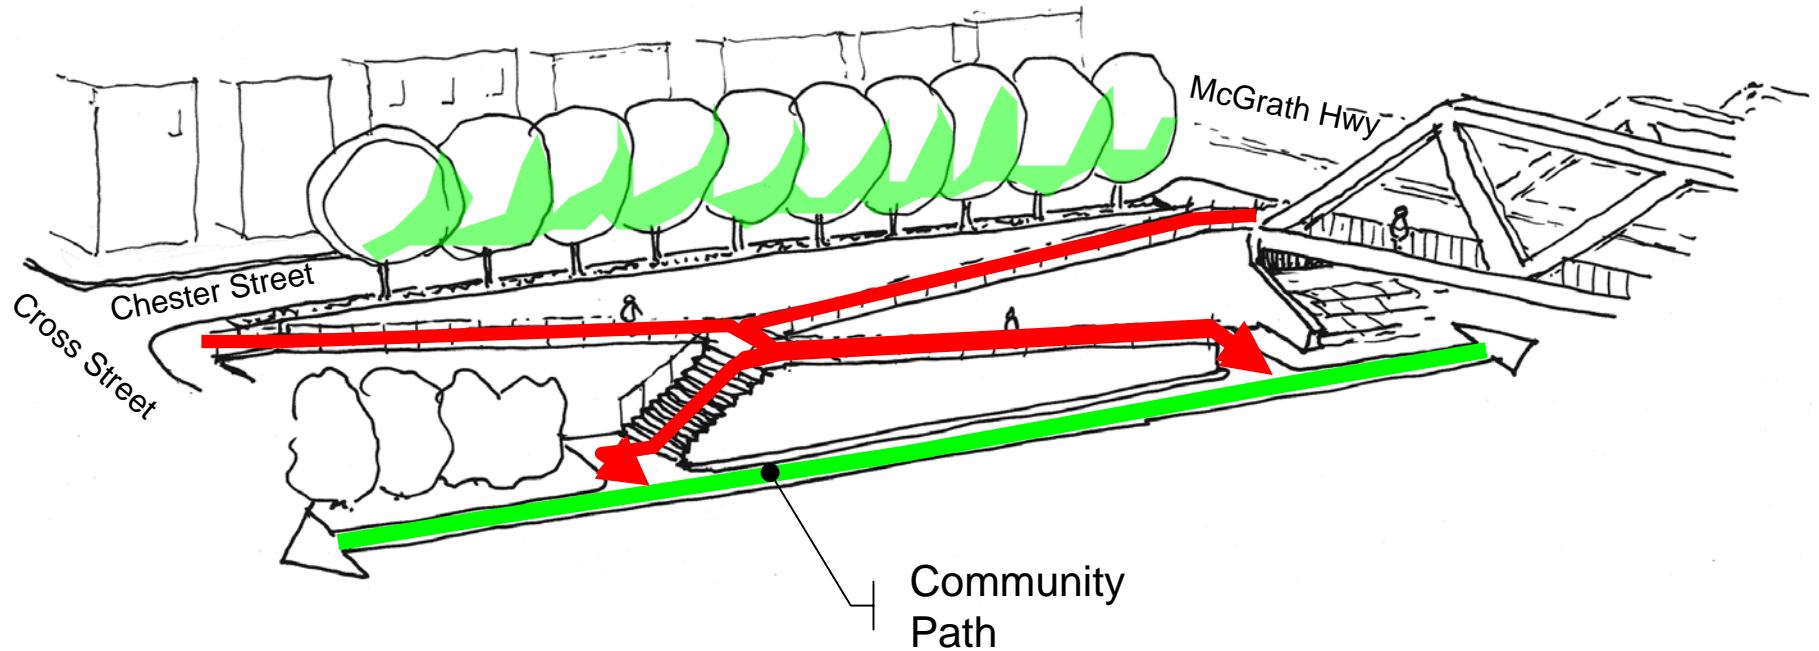 McGrath Hwy
Chester Street
Cross Street
Community
Path